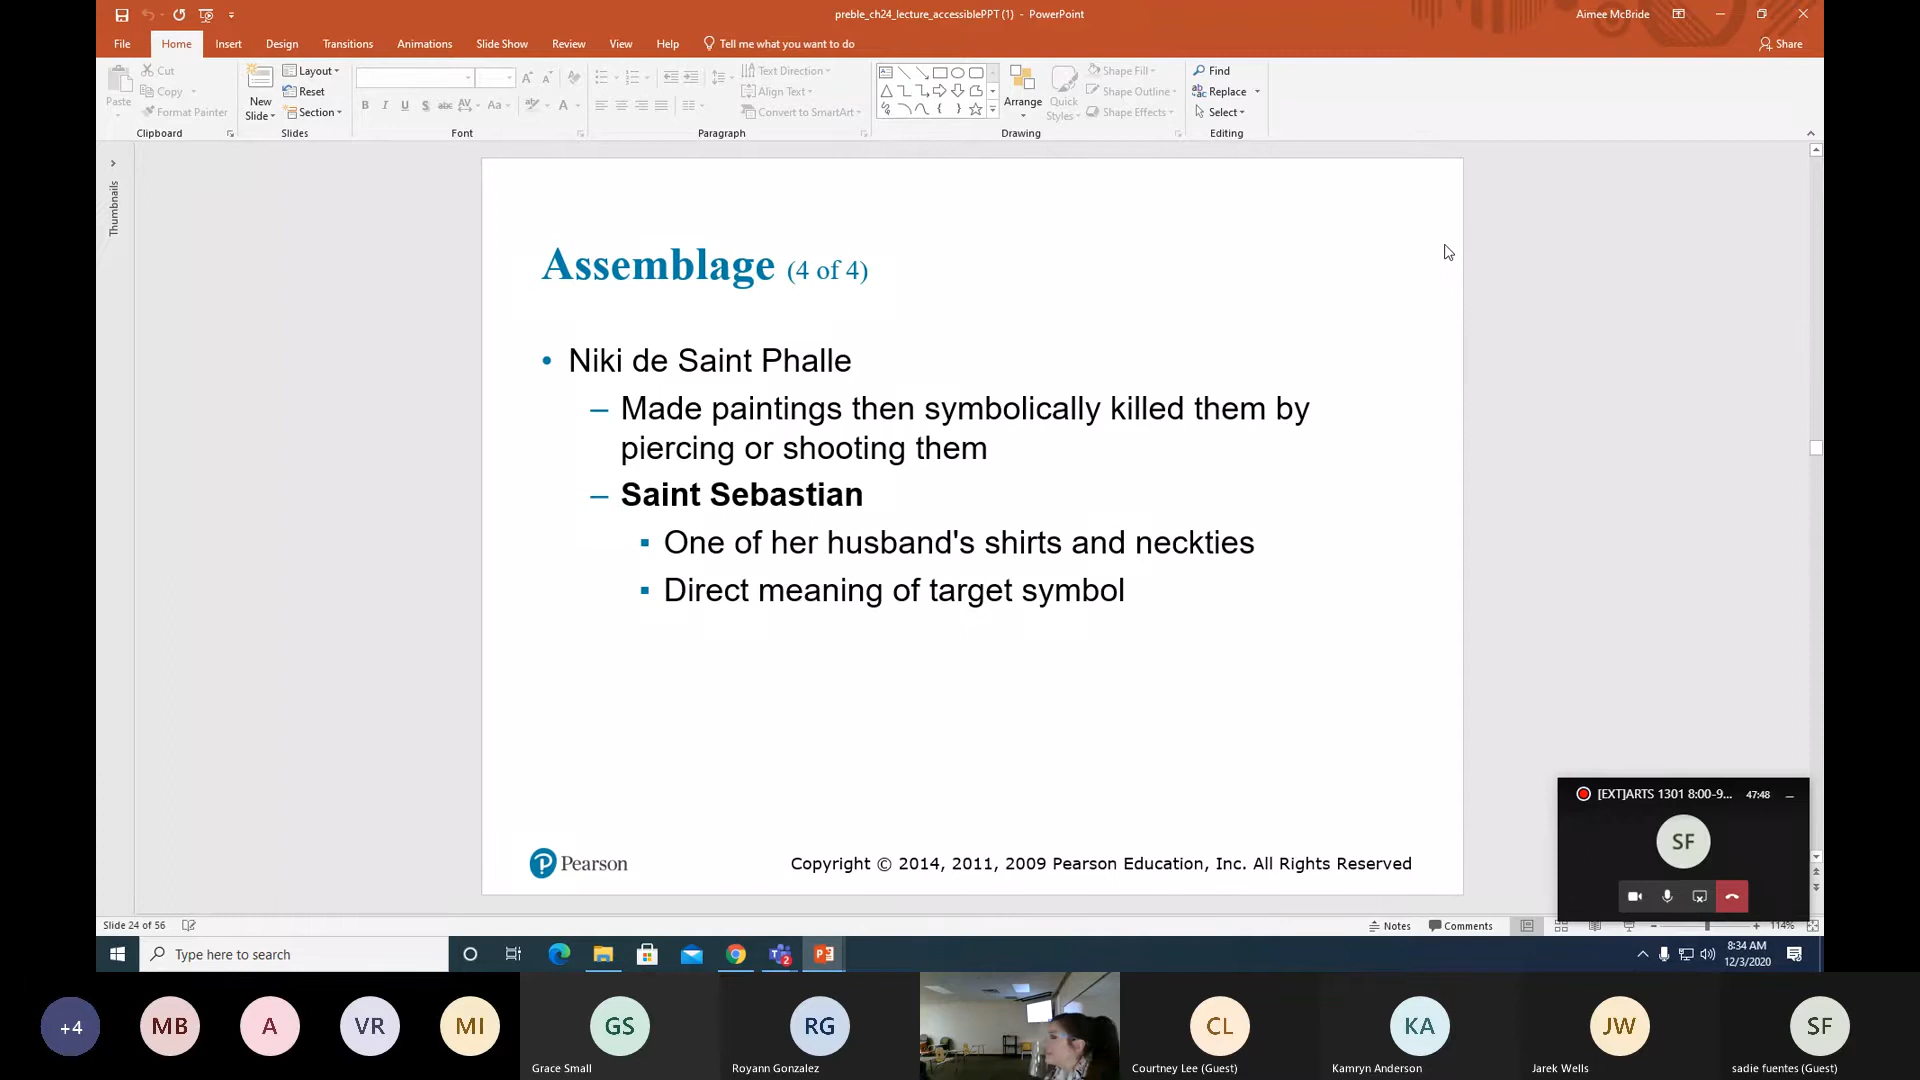 preble_ch24_lecture_accessiblePPT (1) - PowerPoint
Aimee McBride
File Home Insert Design Transitions Animations Slide Show Review View Help Tell me what you want to do Share
Paste
Cut
Copy
Format Painter
Clipboard
New Slide
Layout
Reset
Section
Slides
Font
Text Direction
Align Text
Convert to SmartArt
Paragraph
Arrange
Quick Styles
Shape Fill
Shape Outline
Shape Effects
Drawing
Find
Replace
Select
Editing
Thumbnails
Assemblage (4 of 4)
• Niki de Saint Phalle
– Made paintings then symbolically killed them by
piercing or shooting them
– Saint Sebastian
▪ One of her husband's shirts and neckties
▪ Direct meaning of target symbol
Pearson
Copyright © 2014, 2011, 2009 Pearson Education, Inc. All Rights Reserved
[EXT]ARTS 1301 8:00-9... 47:48
SF
Slide 24 of 56
Notes Comments 114%
Type here to search
8:34 AM
12/3/2020
+4 MB A VR MI GS RG CL KA JW SF
Grace Small Royann Gonzalez Courtney Lee (Guest) Kamryn Anderson Jarek Wells sadie fuentes (Guest)